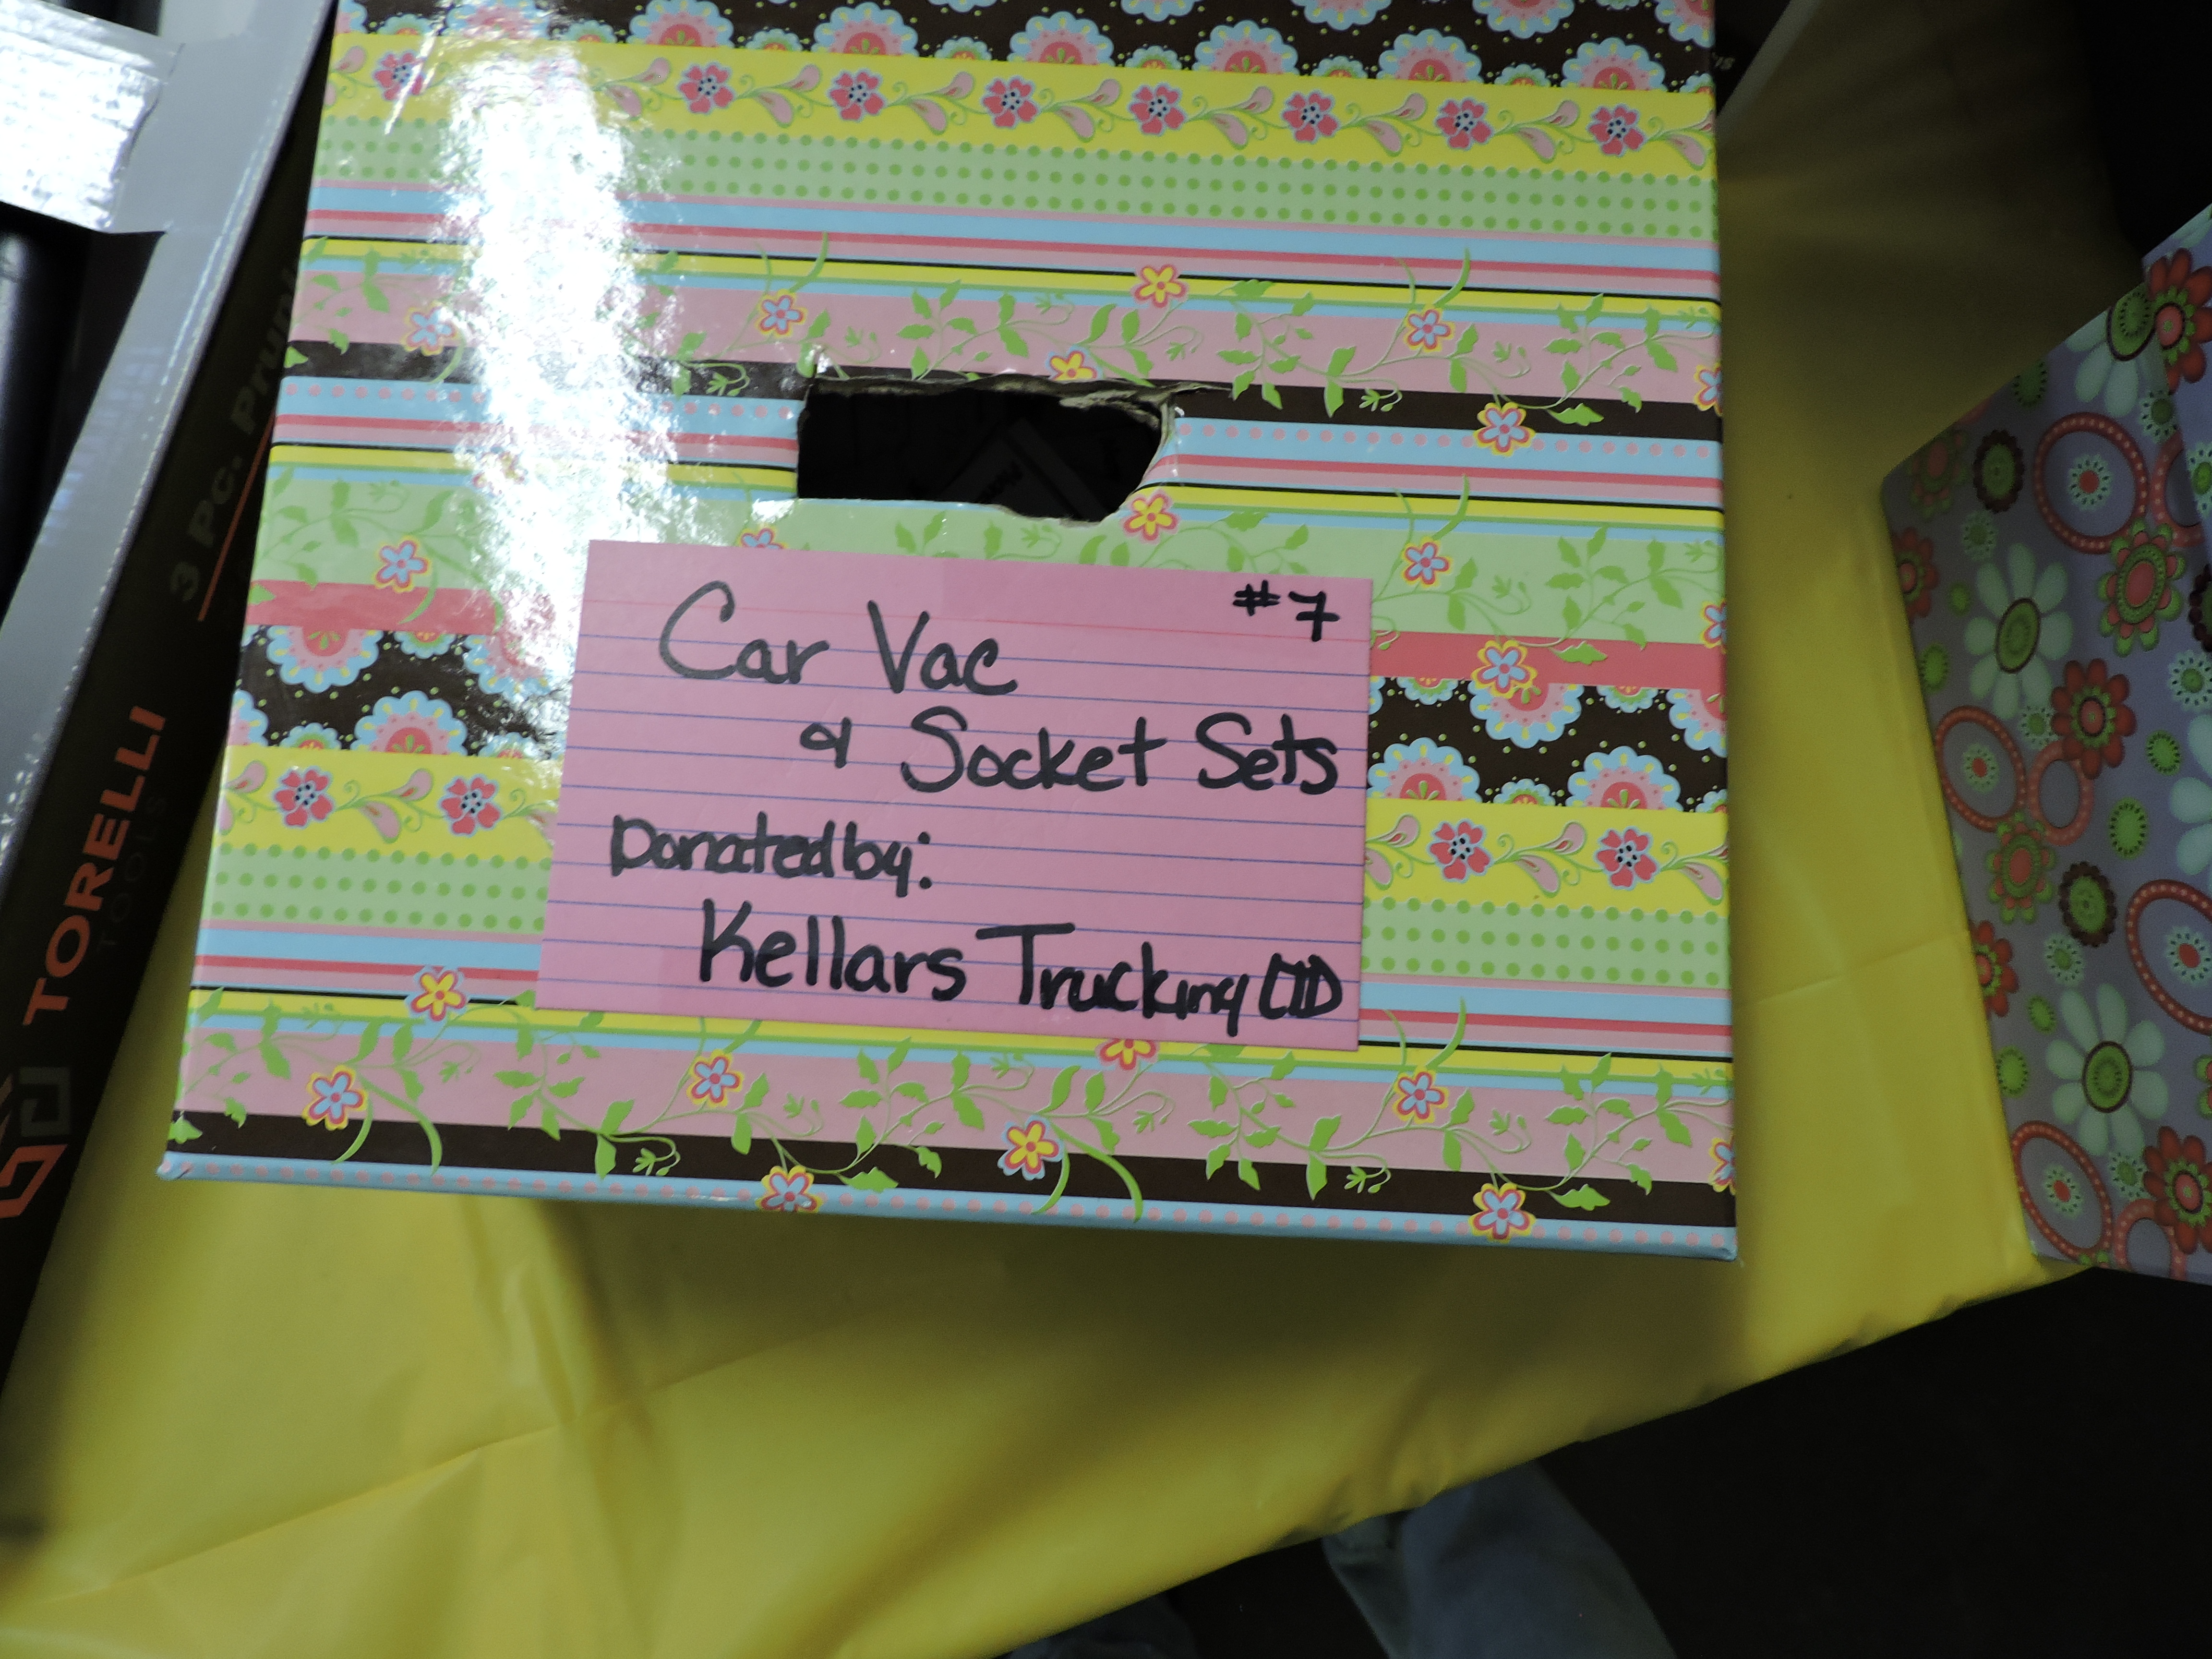 #7
Car Vac
& Socket Sets
Donated by:
Kellars Trucking LTD
3 Pc.
TORELLI
TOOLS